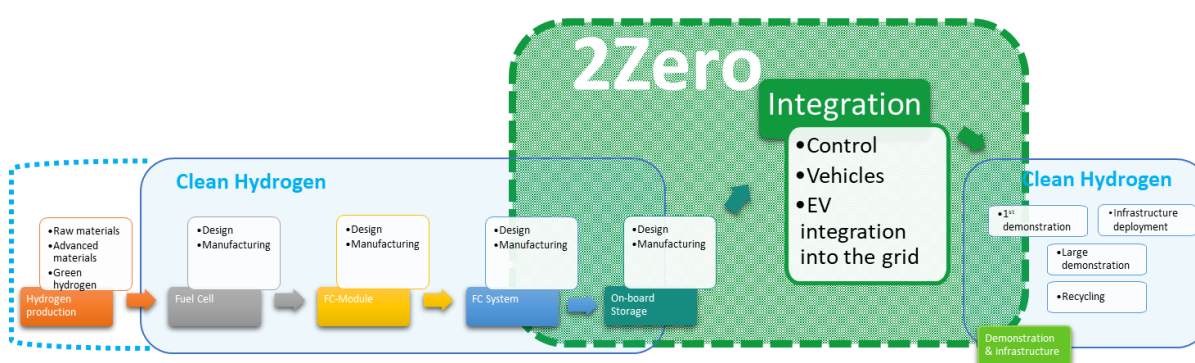 2Zero
Integration
•Control
•Vehicles
•EV
integration
into the grid
Clean Hydrogen
•Raw materials
•Advanced
materials
•Green
hydrogen
Hydrogen
production
•Design
•Manufacturing
Fuel Cell
•Design
•Manufacturing
FC-Module
•Design
•Manufacturing
FC System
•Design
•Manufacturing
On-board
Storage
Clean Hydrogen
•1st
demonstration
•Infrastructure
deployment
•Large
demonstration
•Recycling
Demonstration
& infrastructure